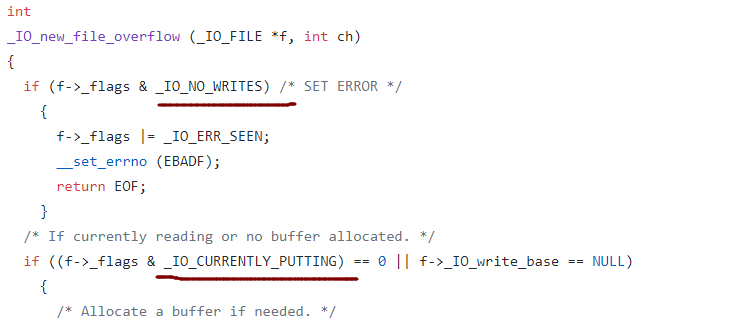 int
_IO_new_file_overflow (_IO_FILE *f, int ch)
{
if (f->_flags & _IO_NO_WRITES) /* SET ERROR */
{
f->_flags |= _IO_ERR_SEEN;
__set_errno (EBADF);
return EOF;
}
/* If currently reading or no buffer allocated. */
if ((f->_flags & _IO_CURRENTLY_PUTTING) == 0 || f->_IO_write_base == NULL)
{
/* Allocate a buffer if needed. */